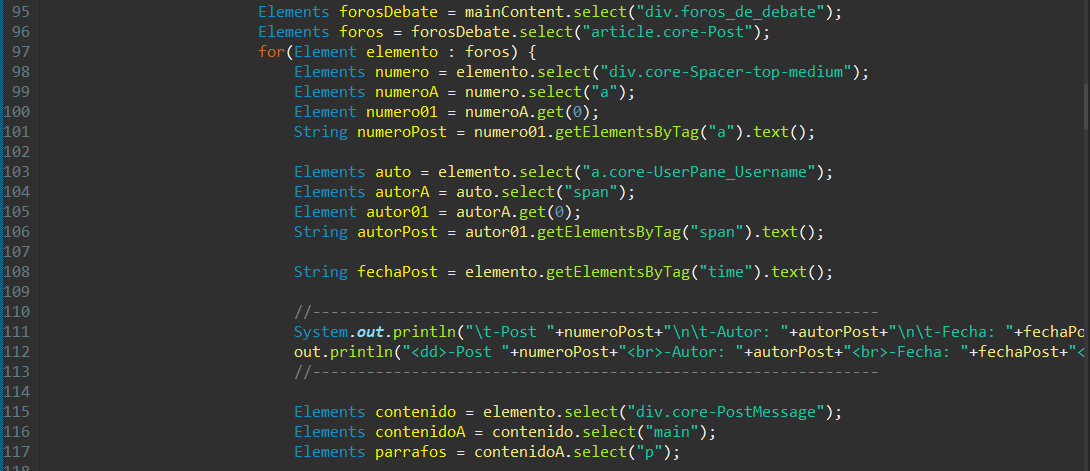 95 Elements forosDebate = mainContent.select("div.foros_de_debate");
96 Elements foros = forosDebate.select("article.core-Post");
97 for(Element elemento : foros) {
98 Elements numero = elemento.select("div.core-Spacer-top-medium");
99 Elements numeroA = numero.select("a");
100 Element numero01 = numeroA.get(0);
101 String numeroPost = numero01.getElementsByTag("a").text();
102
103 Elements auto = elemento.select("a.core-UserPane_Username");
104 Elements autorA = auto.select("span");
105 Element autor01 = autorA.get(0);
106 String autorPost = autor01.getElementsByTag("span").text();
107
108 String fechaPost = elemento.getElementsByTag("time").text();
109
110 //---------------------------------------------------------------
111 System.out.println("\t-Post "+numeroPost+"\n\t-Autor: "+autorPost+"\n\t-Fecha: "+fechaPo
112 out.println("<dd>-Post "+numeroPost+"<br>-Autor: "+autorPost+"<br>-Fecha: "+fechaPost+"<
113 //---------------------------------------------------------------
114
115 Elements contenido = elemento.select("div.core-PostMessage");
116 Elements contenidoA = contenido.select("main");
117 Elements parrafos = contenidoA.select("p");